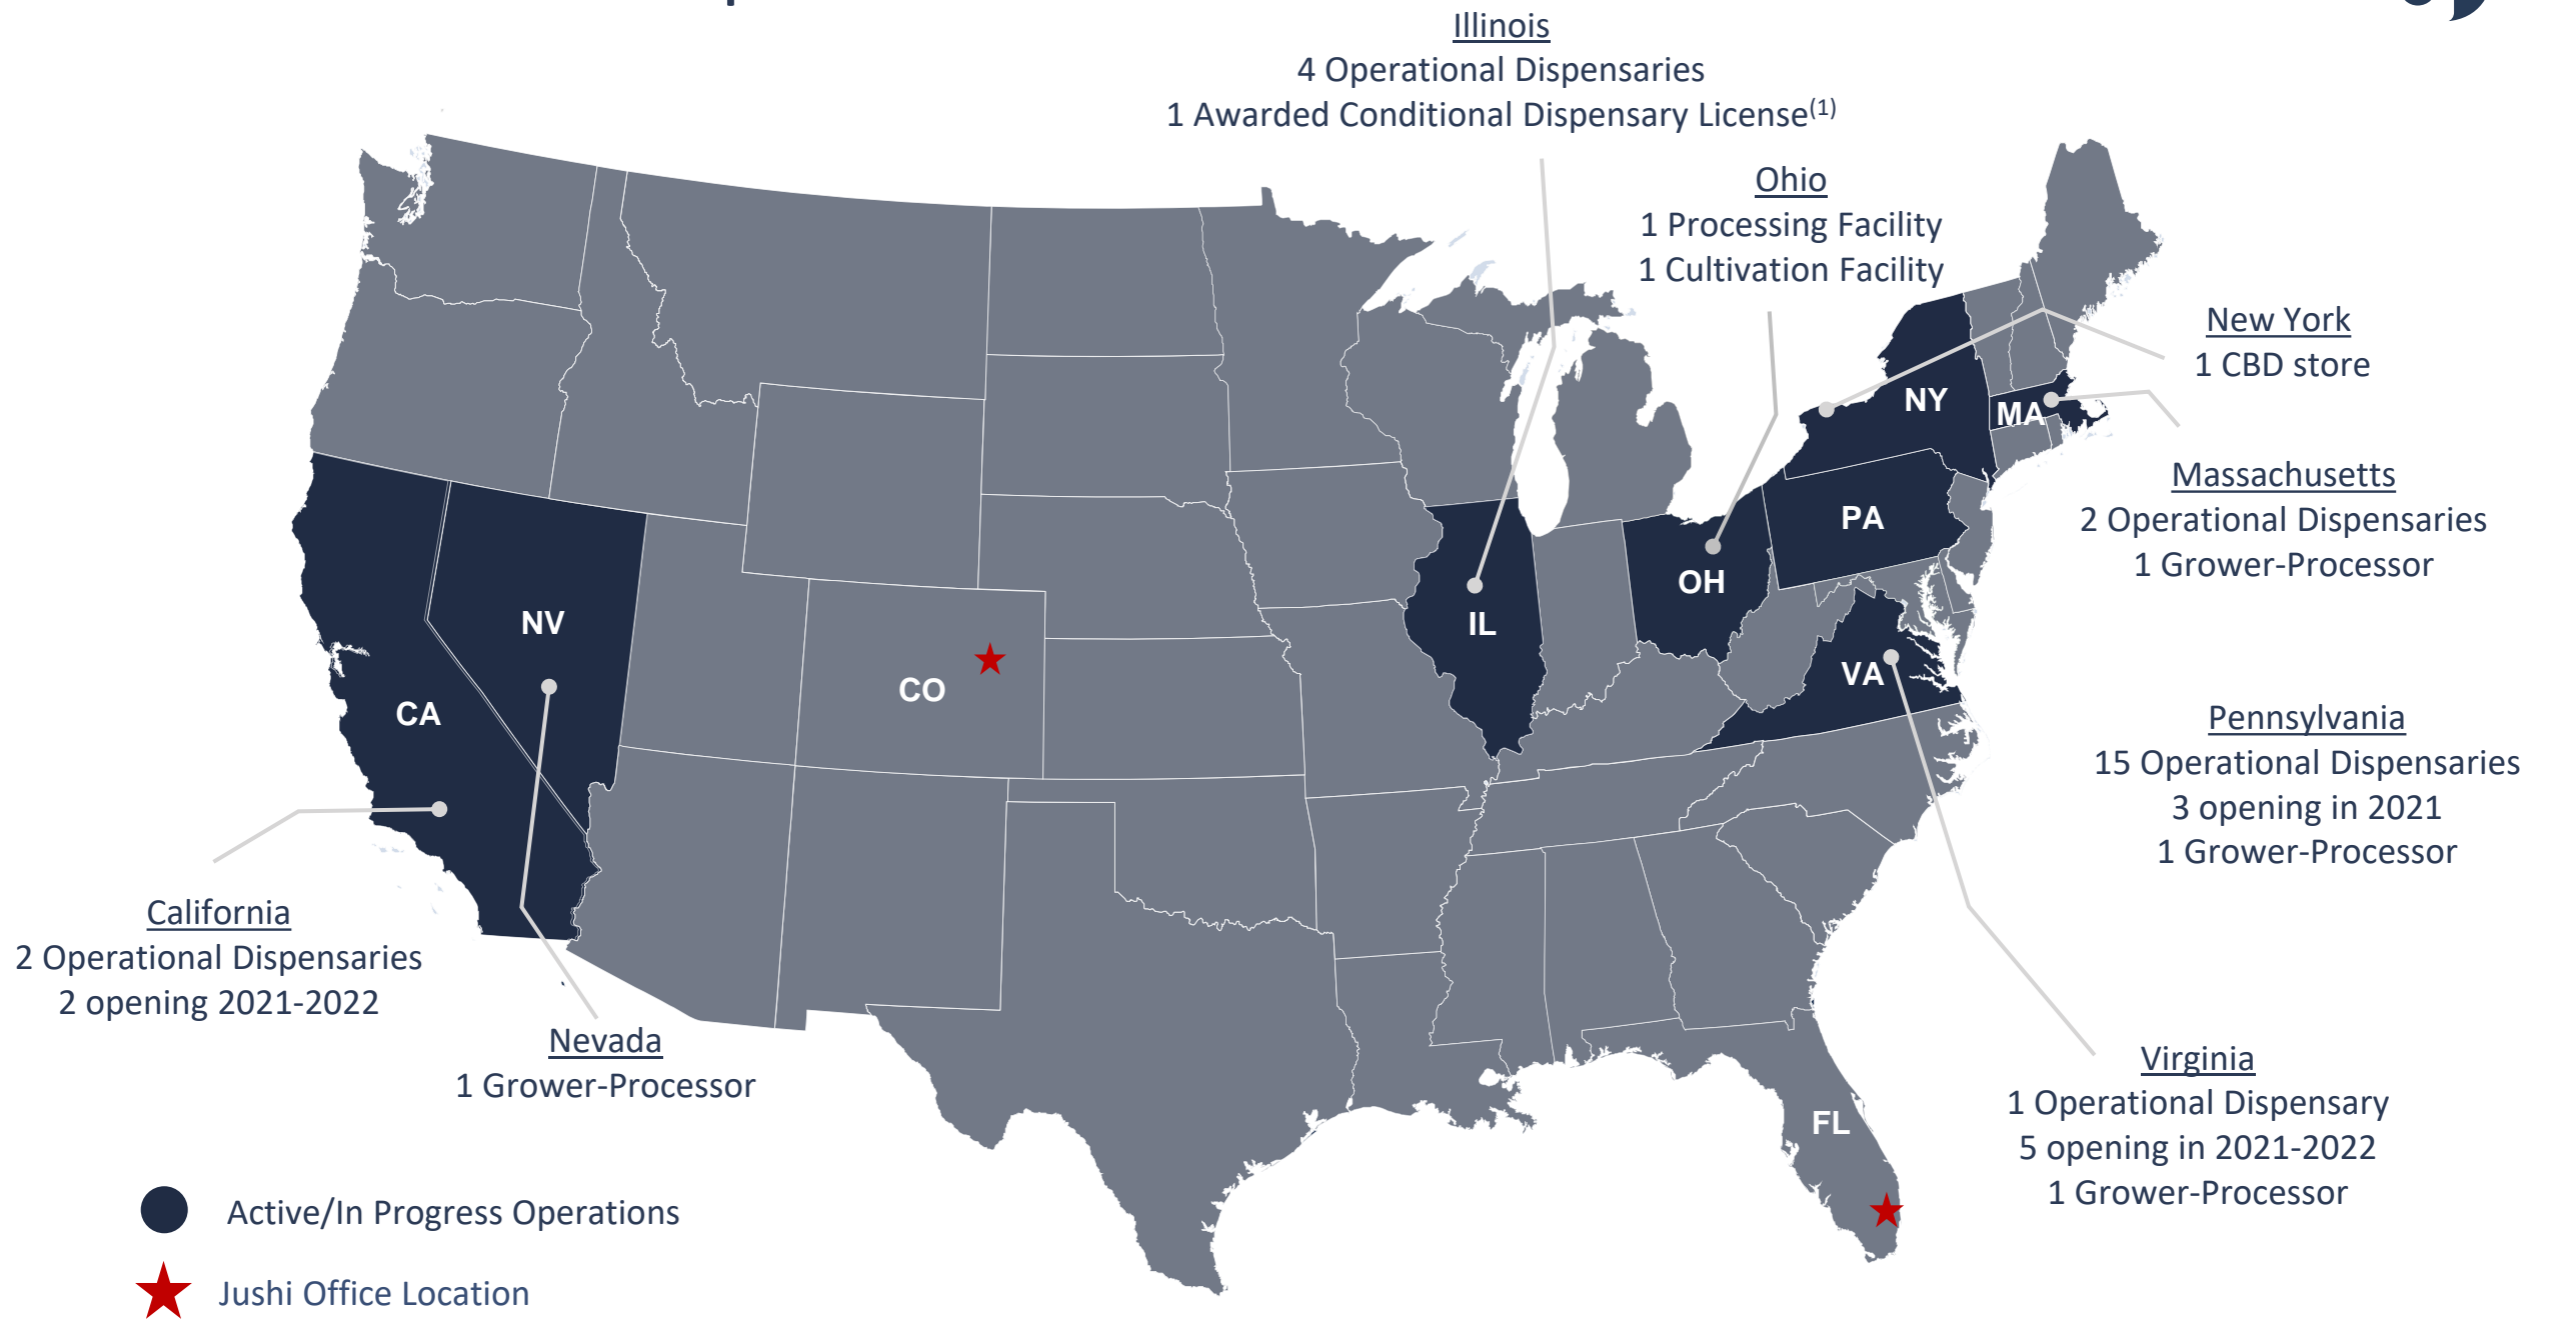 Illinois
4 Operational Dispensaries
1 Awarded Conditional Dispensary License(1)
Ohio
1 Processing Facility
1 Cultivation Facility
New York
1 CBD store
Massachusetts
2 Operational Dispensaries
1 Grower-Processor
Pennsylvania
15 Operational Dispensaries
3 opening in 2021
1 Grower-Processor
Virginia
1 Operational Dispensary
5 opening in 2021-2022
1 Grower-Processor
California
2 Operational Dispensaries
2 opening 2021-2022
Nevada
1 Grower-Processor
NY
MA
PA
OH
IL
VA
NV
CO
CA
FL
Active/In Progress Operations
Jushi Office Location